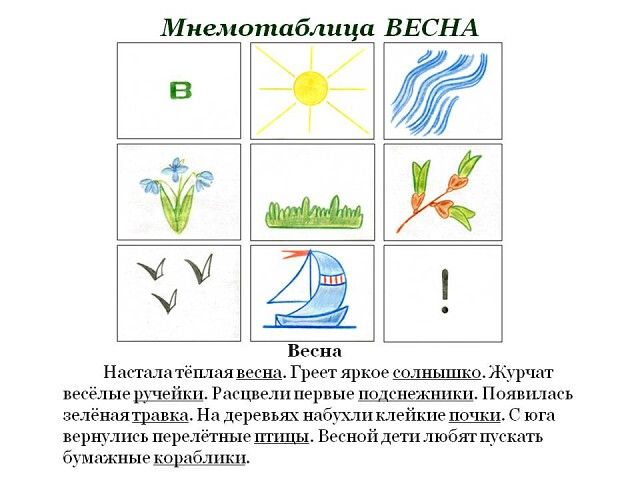 Мнемотаблица ВЕСНА
В
!
Весна
Настала тёплая весна. Греет яркое солнышко. Журчат
весёлые ручейки. Расцвели первые подснежники. Появилась
зелёная травка. На деревьях набухли клейкие почки. С юга
вернулись перелётные птицы. Весной дети любят пускать
бумажные кораблики.